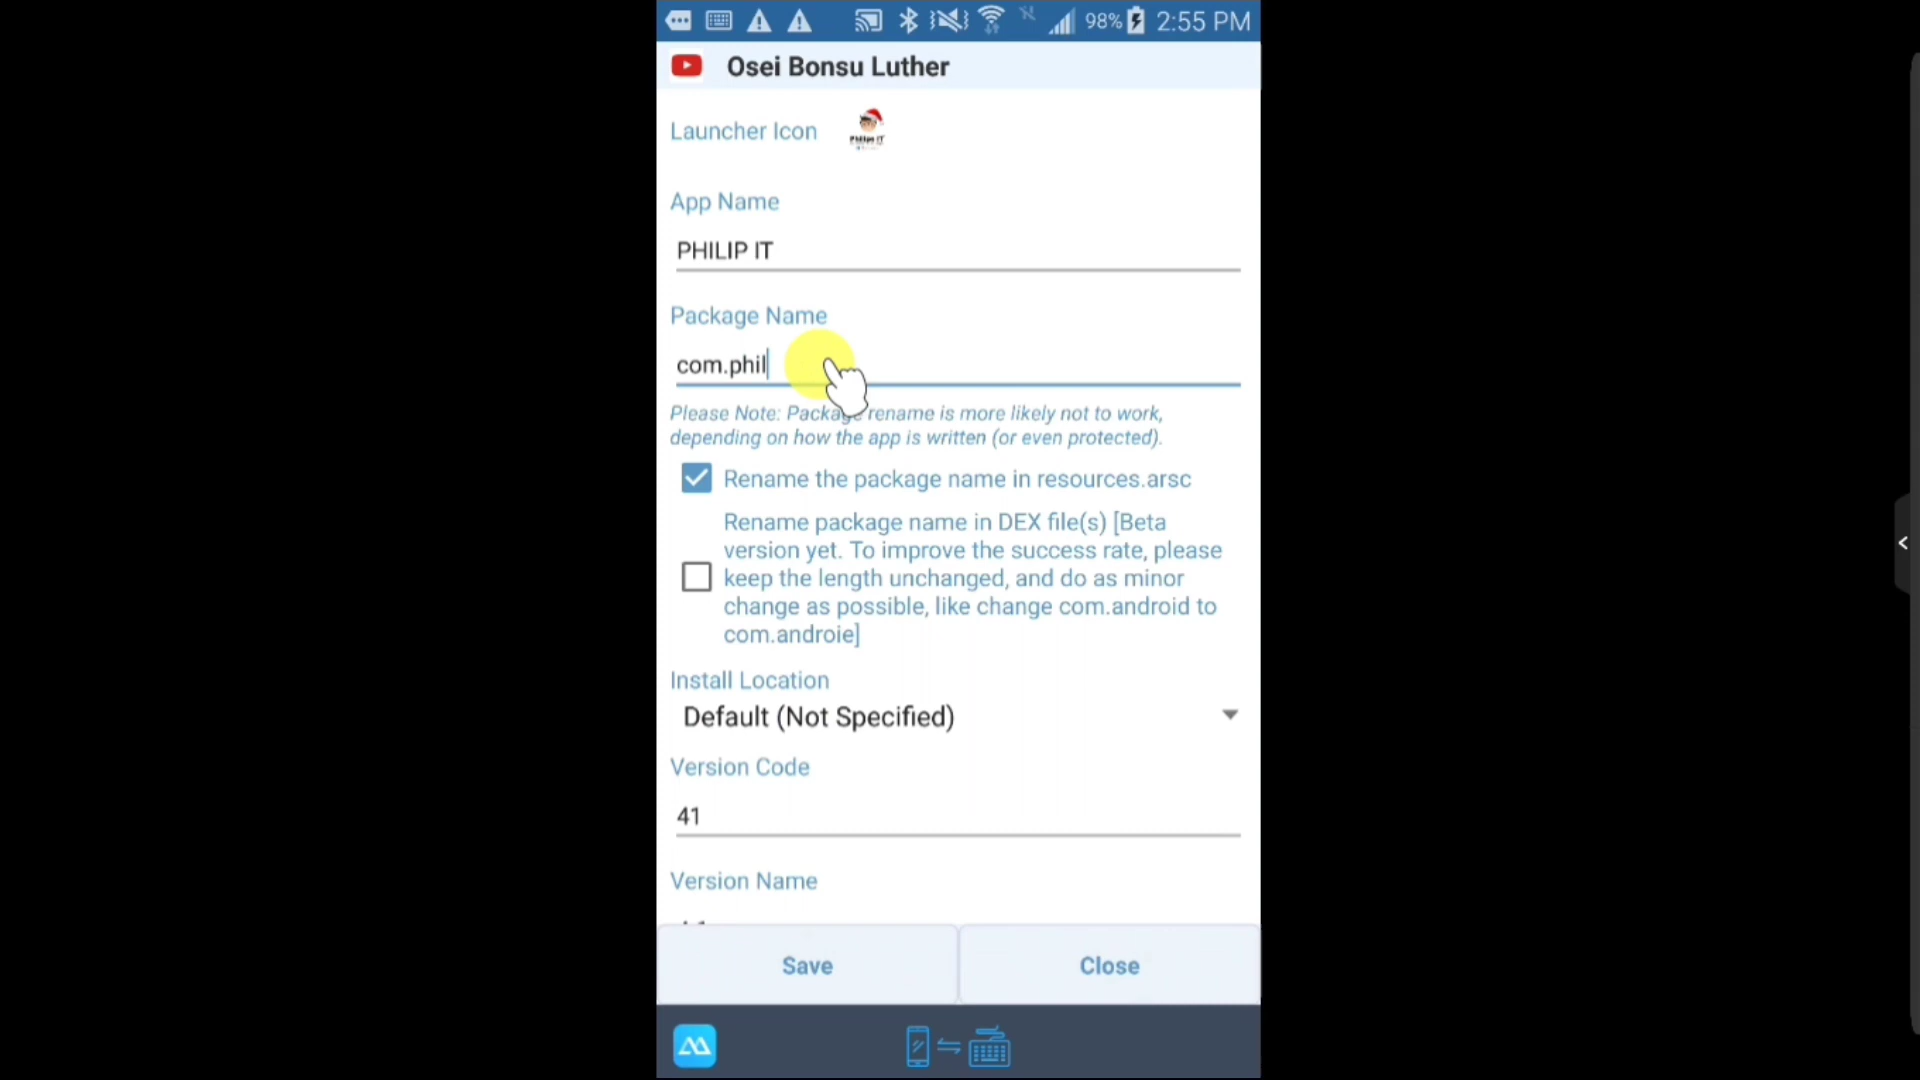 98% 2:55 PM
Osei Bonsu Luther
Launcher Icon
App Name
PHILIP IT
Package Name
com.phil
Please Note: Package rename is more likely not to work,
depending on how the app is written (or even protected).
Rename the package name in resources.arsc
Rename package name in DEX file(s) [Beta
version yet. To improve the success rate, please
keep the length unchanged, and do as minor
change as possible, like change com.android to
com.androie]
Install Location
Default (Not Specified)
Version Code
41
Version Name
Save Close